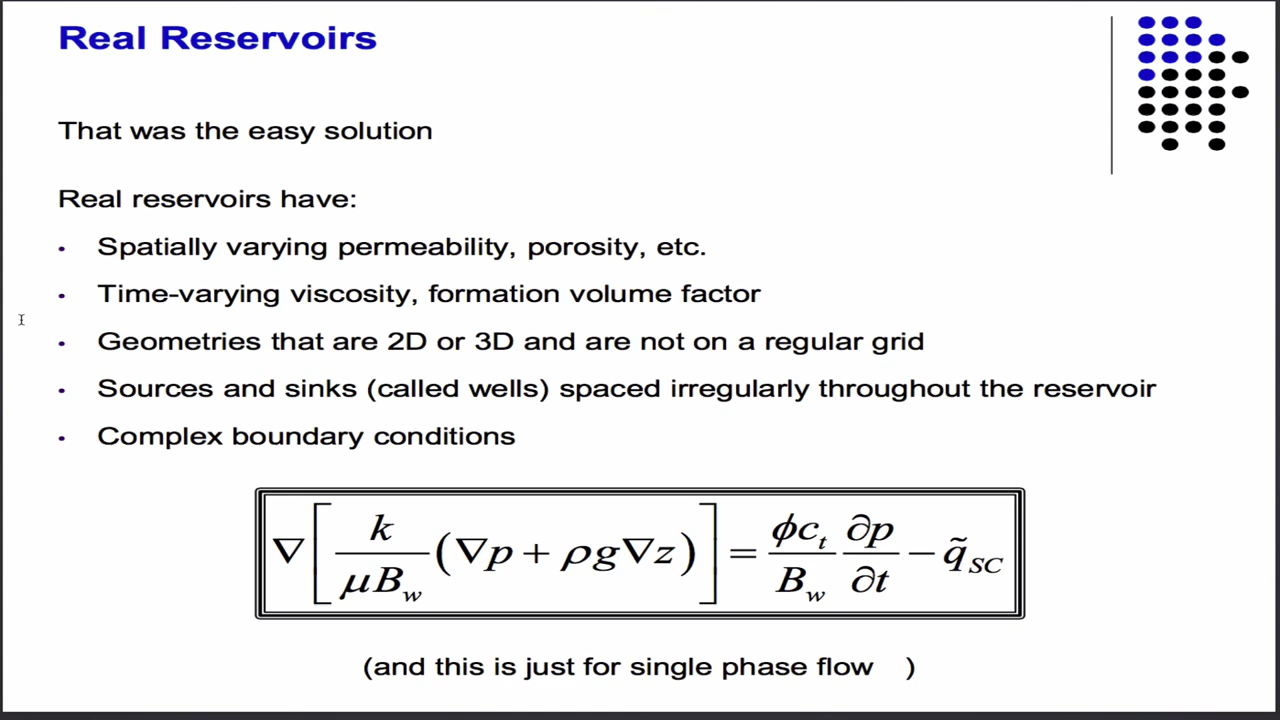 Real Reservoirs
That was the easy solution
Real reservoirs have:
• Spatially varying permeability, porosity, etc.
• Time-varying viscosity, formation volume factor
• Geometries that are 2D or 3D and are not on a regular grid
• Sources and sinks (called wells) spaced irregularly throughout the reservoir
• Complex boundary conditions
∇[k/(μB_w) (∇p + ρg∇z)] = (ϕc_t/B_w) ∂p/∂t − q̃_SC
(and this is just for single phase flow )